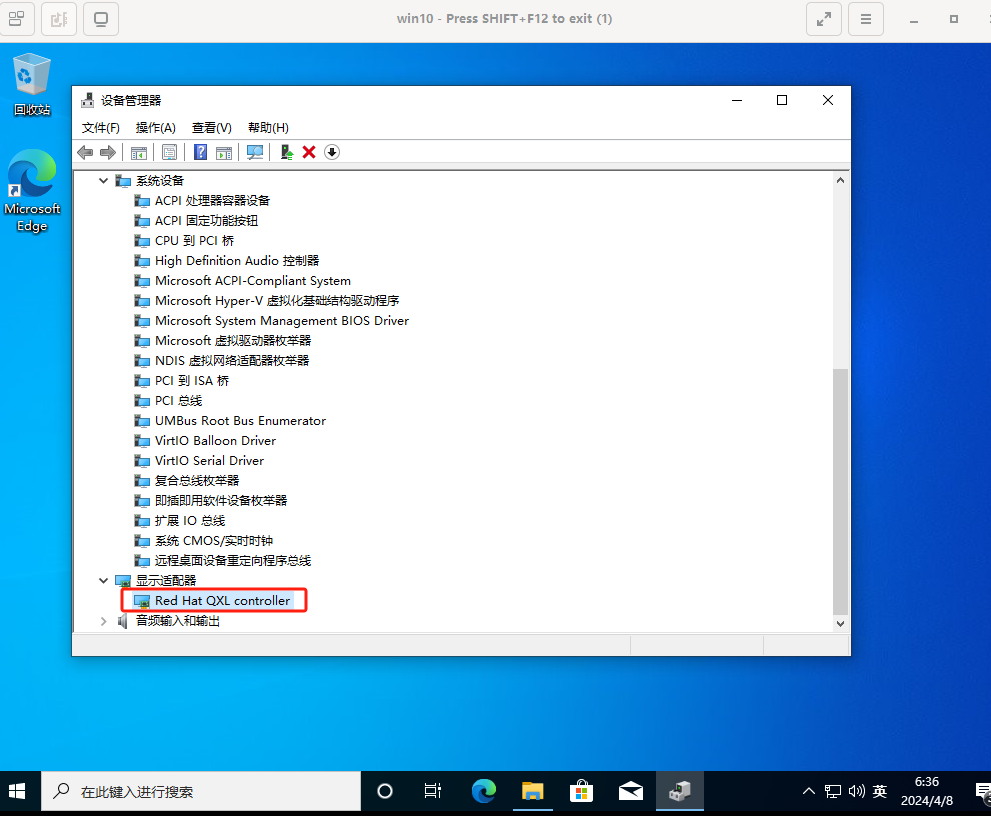 win10 - Press SHIFT+F12 to exit (1)
回收站
Microsoft
Edge
设备管理器
文件(F) 操作(A) 查看(V) 帮助(H)
系统设备
ACPI 处理器容器设备
ACPI 固定功能按钮
CPU 到 PCI 桥
High Definition Audio 控制器
Microsoft ACPI-Compliant System
Microsoft Hyper-V 虚拟化基础结构驱动程序
Microsoft System Management BIOS Driver
Microsoft 虚拟驱动器枚举器
NDIS 虚拟网络适配器枚举器
PCI 到 ISA 桥
PCI 总线
UMBus Root Bus Enumerator
VirtIO Balloon Driver
VirtIO Serial Driver
复合总线枚举器
即插即用软件设备枚举器
扩展 IO 总线
系统 CMOS/实时时钟
远程桌面设备重定向程序总线
显示适配器
Red Hat QXL controller
音频输入和输出
在此键入进行搜索
英
6:36
2024/4/8